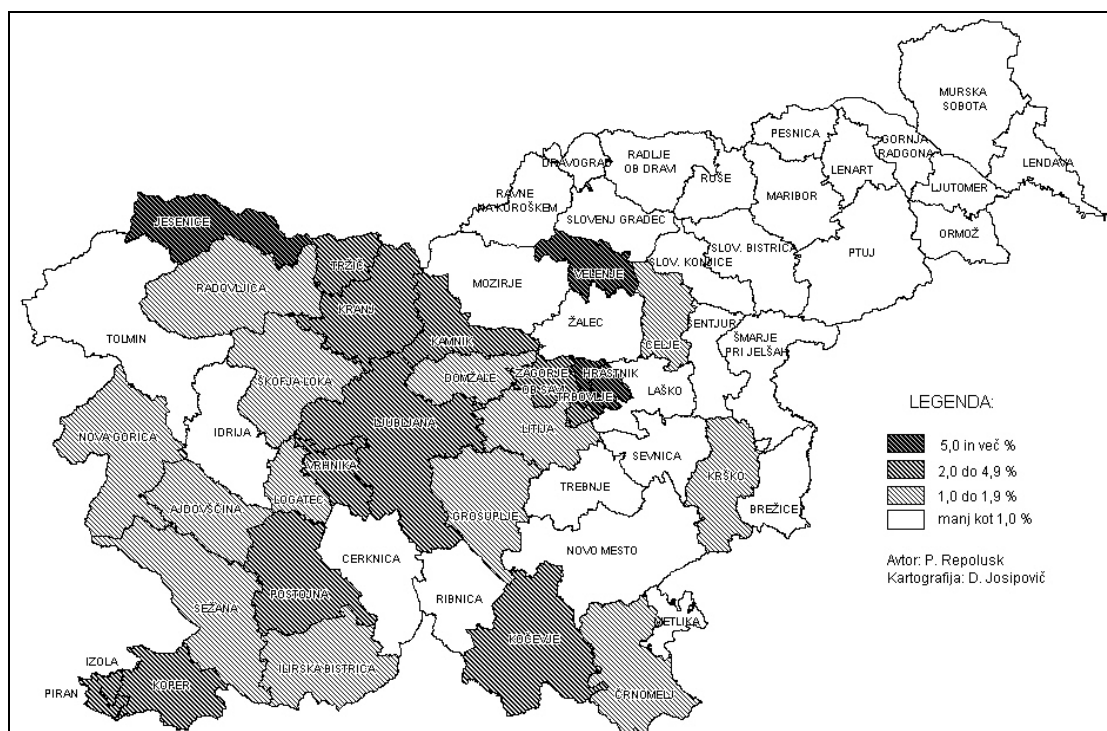 MURSKA
SOBOTA
PESNICA
GORNJA
RADGONA
LENDAVA
DRAVOGRAD
RADLJE
OB DRAVI
RUŠE
LENART
LJUTOMER
RAVNE
NA KOROŠKEM
MARIBOR
SLOVENJ GRADEC
ORMOŽ
JESENICE
SLOV. BISTRICA
PTUJ
TRŽIČ
VELENJE
SLOV. KONJICE
RADOVLJICA
MOZIRJE
KRANJ
ŽALEC
ŠENTJUR
TOLMIN
KAMNIK
CELJE
ŠMARJE
PRI JELŠAH
ŠKOFJA LOKA
DOMŽALE
ZAGORJE
OB SAVI
HRASTNIK
TRBOVLJE
LAŠKO
LJUBLJANA
LITIJA
NOVA GORICA
IDRIJA
SEVNICA
KRŠKO
VRHNIKA
LOGATEC
TREBNJE
AJDOVŠČINA
GROSUPLJE
BREŽICE
CERKNICA
NOVO MESTO
POSTOJNA
RIBNICA
SEŽANA
METLIKA
KOČEVJE
IZOLA
ILIRSKA BISTRICA
PIRAN
KOPER
ČRNOMELJ
LEGENDA:
5,0 in več %
2,0 do 4,9 %
1,0 do 1,9 %
manj kot 1,0 %
Avtor: P. Repolusk
Kartografija: D. Josipovič